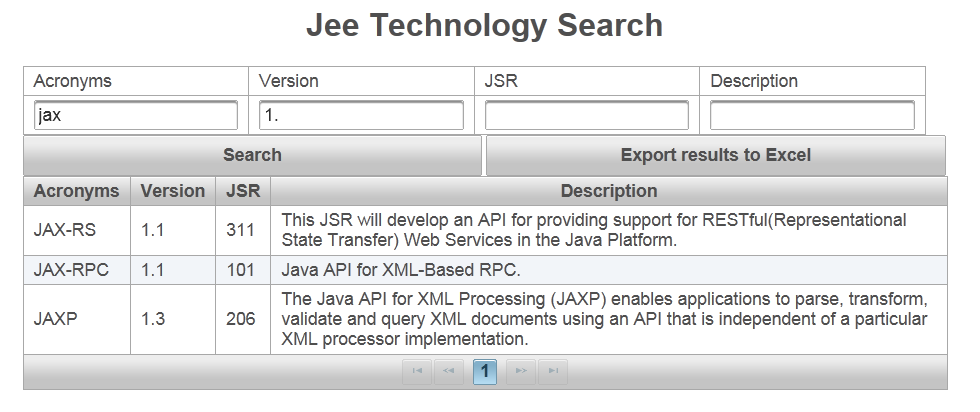 Jee Technology Search
Acronyms Version JSR Description
jax 1.
Search Export results to Excel
Acronyms Version JSR Description
JAX-RS 1.1 311 This JSR will develop an API for providing support for RESTful(Representational
State Transfer) Web Services in the Java Platform.
JAX-RPC 1.1 101 Java API for XML-Based RPC.
JAXP 1.3 206 The Java API for XML Processing (JAXP) enables applications to parse, transform,
validate and query XML documents using an API that is independent of a particular
XML processor implementation.
1